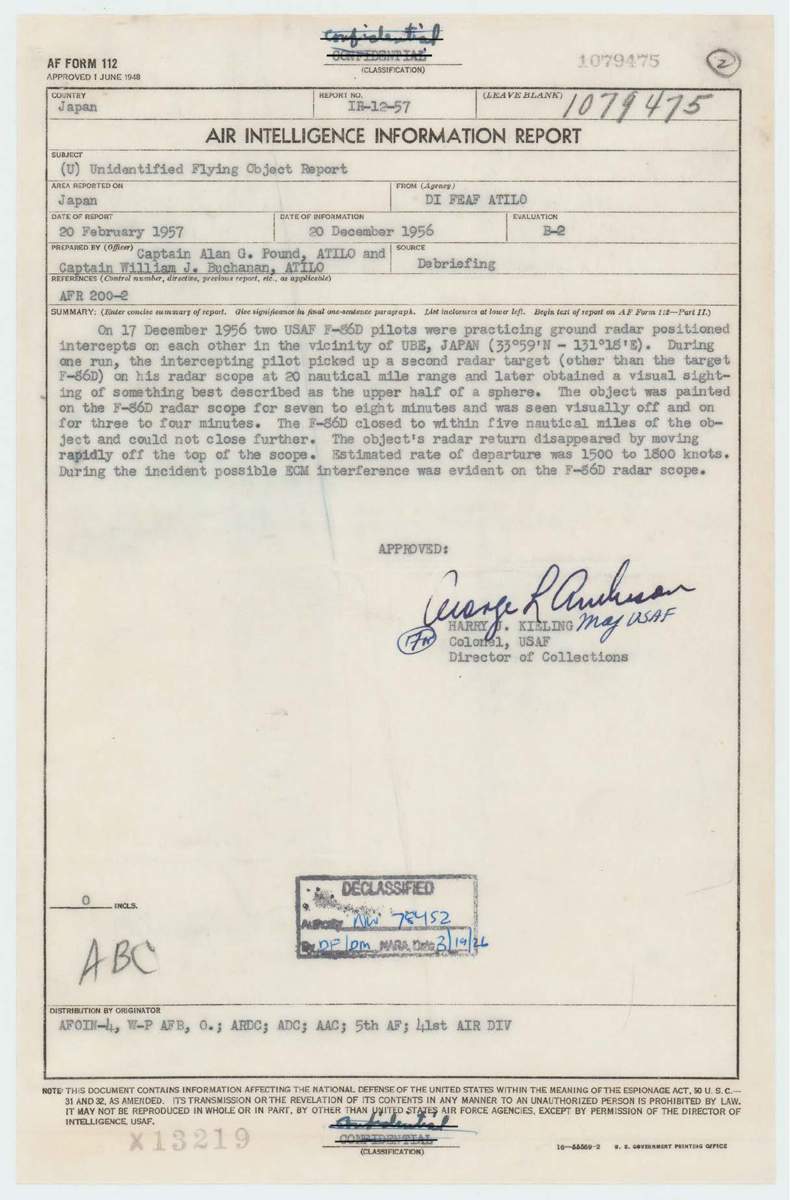 confidential
CONFIDENTIAL
(CLASSIFICATION)
AF FORM 112
APPROVED 1 JUNE 1948
1079475
2
COUNTRY
Japan
REPORT NO.
IR-12-57
(LEAVE BLANK)
1079475
AIR INTELLIGENCE INFORMATION REPORT
SUBJECT
(U) Unidentified Flying Object Report
AREA REPORTED ON
Japan
FROM (Agency)
DI FEAF ATILO
DATE OF REPORT
20 February 1957
DATE OF INFORMATION
20 December 1956
EVALUATION
B-2
PREPARED BY (Officer) Captain Alan G. Pound, ATILO and
Captain William J. Buchanan, ATILO
SOURCE
Debriefing
REFERENCES (Control number, directive, previous report, etc., as applicable)
AFR 200-2
SUMMARY: (Enter concise summary of report. Give significance in final one-sentence paragraph. List inclosures at lower left. Begin text of report on AF Form 112—Part II.)
On 17 December 1956 two USAF F-86D pilots were practicing ground radar positioned
intercepts on each other in the vicinity of UBE, JAPAN (33°59'N - 131°18'E). During
one run, the intercepting pilot picked up a second radar target (other than the target
F-86D) on his radar scope at 20 nautical mile range and later obtained a visual sight-
ing of something best described as the upper half of a sphere. The object was painted
on the F-86D radar scope for seven to eight minutes and was seen visually off and on
for three to four minutes. The F-86D closed to within five nautical miles of the ob-
ject and could not close further. The object's radar return disappeared by moving
rapidly off the top of the scope. Estimated rate of departure was 1500 to 1800 knots.
During the incident possible ECM interference was evident on the F-86D radar scope.
APPROVED:
George L Anderson
HARRY J. KIELING Maj USAF
Colonel, USAF
Director of Collections
0 INCLS.
DECLASSIFIED
Authority NW 78452
By DF/DM NARA Date 3/19/26
ABC
DISTRIBUTION BY ORIGINATOR
AFOIN-4, W-P AFB, O.; ARDC; ADC; AAC; 5th AF; 41st AIR DIV
NOTE: THIS DOCUMENT CONTAINS INFORMATION AFFECTING THE NATIONAL DEFENSE OF THE UNITED STATES WITHIN THE MEANING OF THE ESPIONAGE ACT, 50 U. S. C.—
31 AND 32, AS AMENDED. ITS TRANSMISSION OR THE REVELATION OF ITS CONTENTS IN ANY MANNER TO AN UNAUTHORIZED PERSON IS PROHIBITED BY LAW.
IT MAY NOT BE REPRODUCED IN WHOLE OR IN PART, BY OTHER THAN UNITED STATES AIR FORCE AGENCIES, EXCEPT BY PERMISSION OF THE DIRECTOR OF
INTELLIGENCE, USAF.
X13219
confidential
CONFIDENTIAL
(CLASSIFICATION)
16—55569-2 U. S. GOVERNMENT PRINTING OFFICE